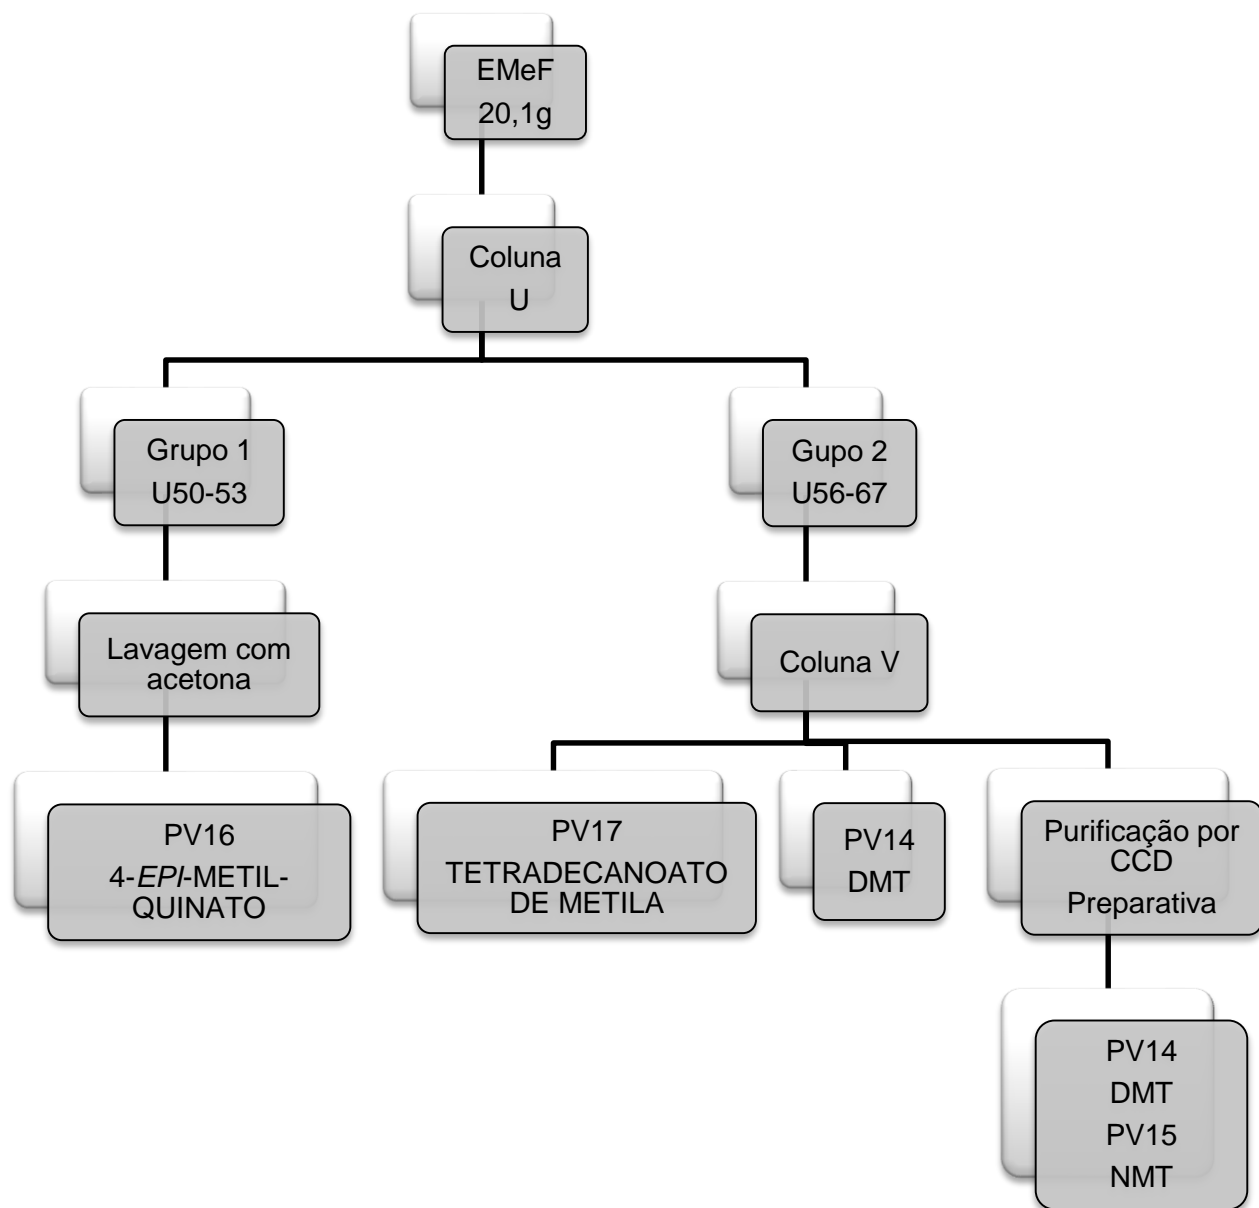 EMeF
20,1g
Coluna
U
Grupo 1
U50-53
Gupo 2
U56-67
Lavagem com
acetona
Coluna V
PV16
4-EPI-METIL-
QUINATO
PV17
TETRADECANOATO
DE METILA
PV14
DMT
Purificação por
CCD
Preparativa
PV14
DMT
PV15
NMT